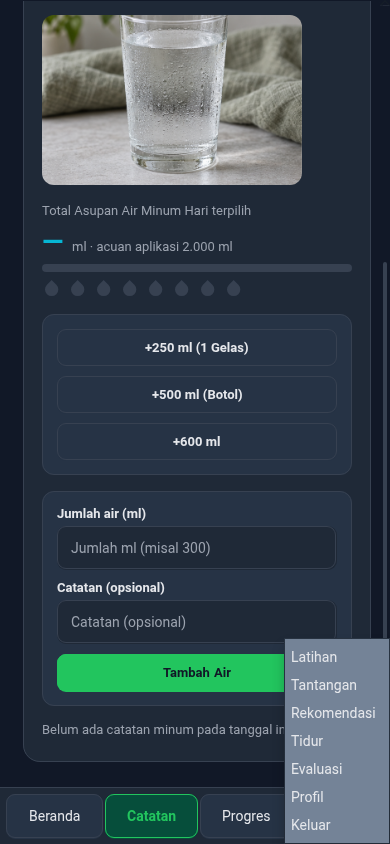 Total Asupan Air Minum Hari terpilih
— ml · acuan aplikasi 2.000 ml
+250 ml (1 Gelas)
+500 ml (Botol)
+600 ml
Jumlah air (ml)
Jumlah ml (misal 300)
Catatan (opsional)
Catatan (opsional)
Tambah Air
Belum ada catatan minum pada tanggal
Latihan
Tantangan
Rekomendasi
Tidur
Evaluasi
Profil
Keluar
Beranda
Catatan
Progres